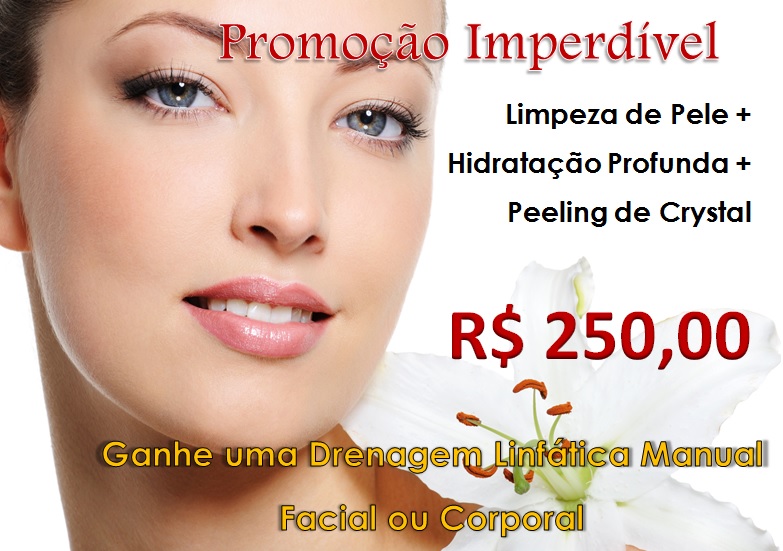 Promoção Imperdível
Limpeza de Pele +
Hidratação Profunda +
Peeling de Crystal
R$ 250,00
Ganhe uma Drenagem Linfática Manual
Facial ou Corporal